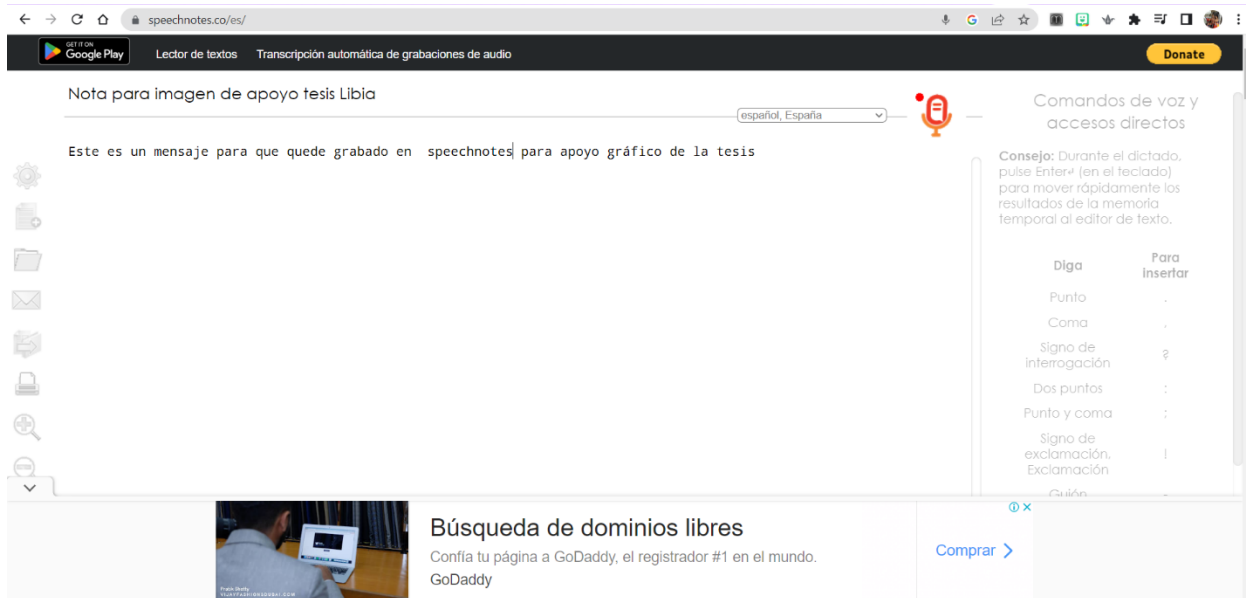 speechnotes.co/es/
GET IT ON
Google Play
Lector de textos
Transcripción automática de grabaciones de audio
Donate
Nota para imagen de apoyo tesis Libia
español, España
Este es un mensaje para que quede grabado en  speechnotes para apoyo gráfico de la tesis
Comandos de voz y
accesos directos
Consejo: Durante el dictado,
pulse Enter↵ (en el teclado)
para mover rápidamente los
resultados de la memoria
temporal al editor de texto.
Diga Para insertar
Punto .
Coma ,
Signo de
interrogación ?
Dos puntos :
Punto y coma ;
Signo de
exclamación,
Exclamación !
Guión -
Búsqueda de dominios libres
Confía tu página a GoDaddy, el registrador #1 en el mundo.
GoDaddy
Comprar